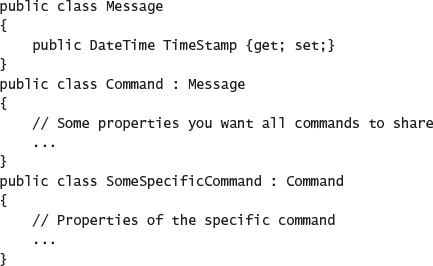 public class Message
{
    public DateTime TimeStamp {get; set;}
}
public class Command : Message
{
    // Some properties you want all commands to share
    ...
}
public class SomeSpecificCommand : Command
{
    // Properties of the specific command
    ...
}